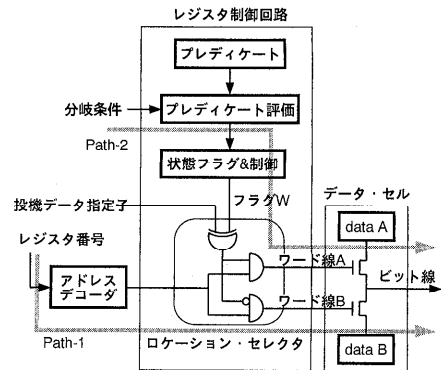 レジスタ制御回路
プレディケート
分岐条件
プレディケート評価
Path-2
状態フラグ&制御
投機データ指定子
フラグW
データ・セル
レジスタ番号
data A
ワード線A
ビット線
アドレス
デコーダ
ワード線B
Path-1
ロケーション・セレクタ
data B